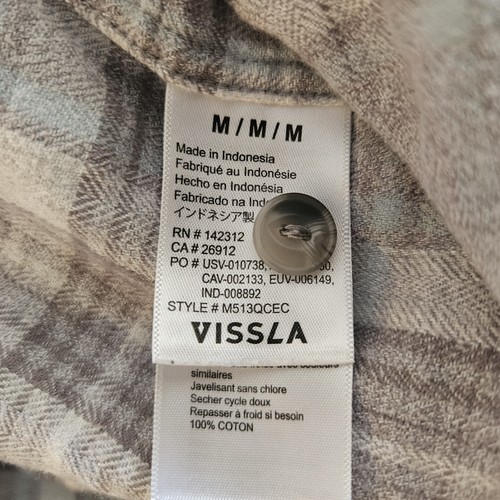 M / M / M
Made in Indonesia
Fabriqué au Indonésie
Hecho en Indonésia
Fabricado na
インドネシア製
RN # 142312
CA # 26912
PO # USV-010738,
CAV-002133, EUV-006149,
IND-008892
STYLE # M513QCEC
VISSLA
similaires
Javelisant sans chlore
Secher cycle doux
Repasser à froid si besoin
100% COTON